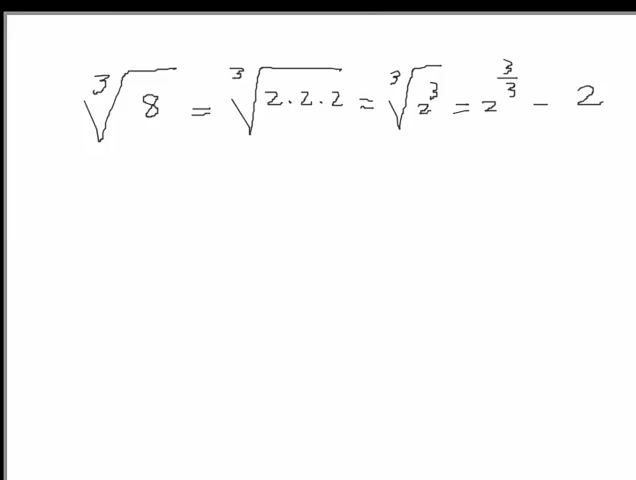 ∛8 = ∛(2·2·2) ≈ ∛(2³) = 2^(3/3) - 2